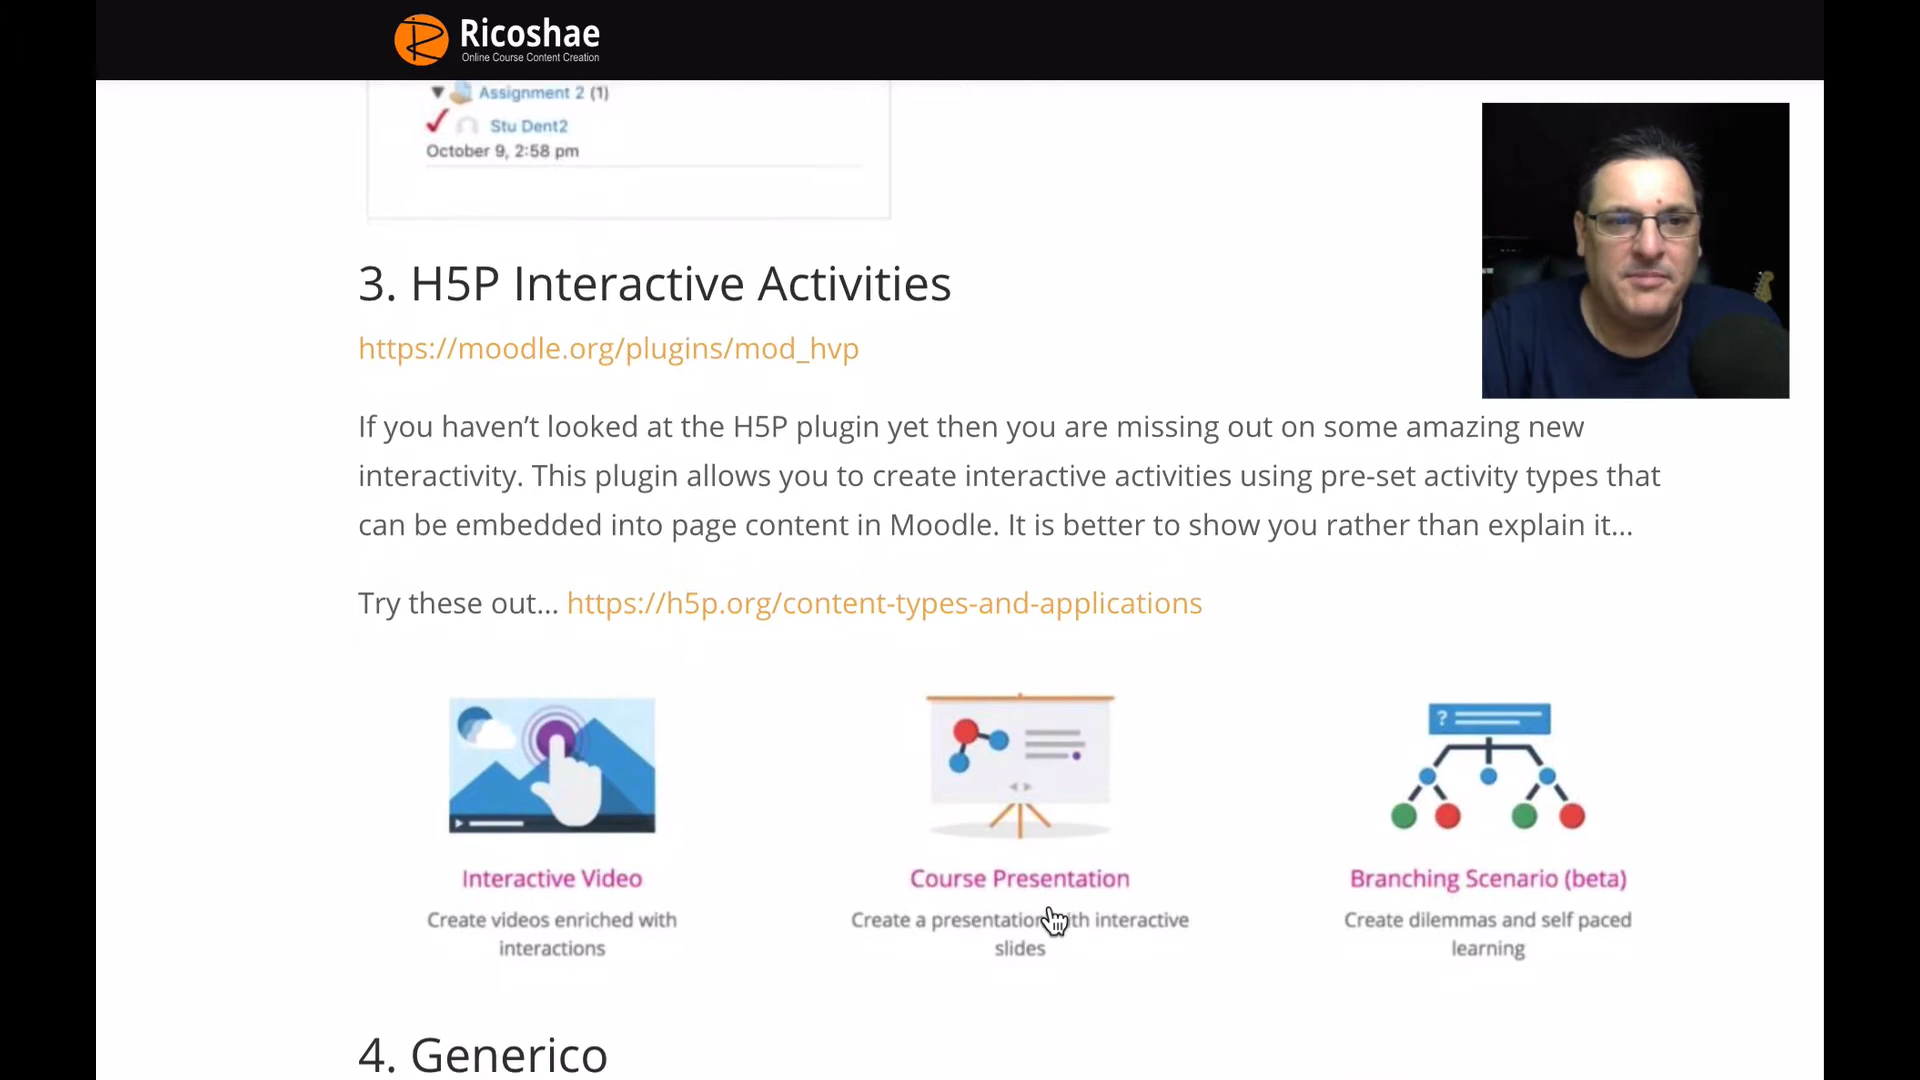 Ricoshae
Online Course Content Creation
Assignment 2 (1)
Stu Dent2
October 9, 2:58 pm
3. H5P Interactive Activities
https://moodle.org/plugins/mod_hvp
If you haven’t looked at the H5P plugin yet then you are missing out on some amazing new
interactivity. This plugin allows you to create interactive activities using pre-set activity types that
can be embedded into page content in Moodle. It is better to show you rather than explain it...
Try these out... https://h5p.org/content-types-and-applications
?
Interactive Video
Course Presentation
Branching Scenario (beta)
Create videos enriched with
interactions
Create a presentation with interactive
slides
Create dilemmas and self paced
learning
4. Generico